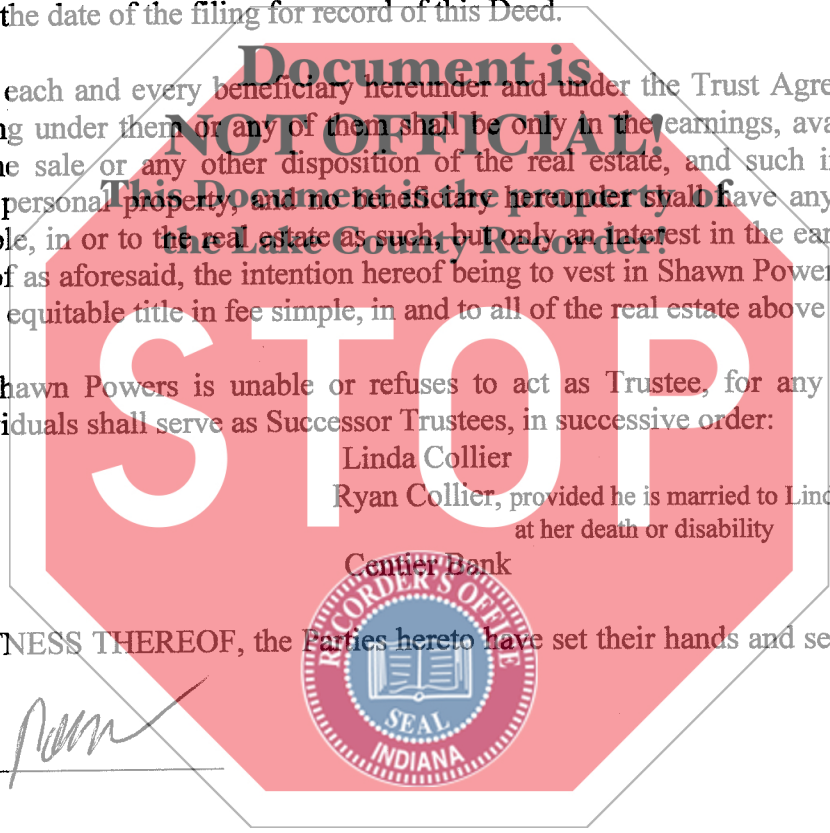 the date of the filing for record of this Deed.
Document is
each and every beneficiary hereunder and under the Trust Agre
NOT OFFICIAL!
ng under them or any of them shall be only in the earnings, ava
e sale or any other disposition of the real estate, and such i
This Document is the property of
personal property, and no beneficiary hereunder shall have any
le, in or to the real estate as such, but only an interest in the ear
the Lake County Recorder!
f as aforesaid, the intention hereof being to vest in Shawn Power
equitable title in fee simple, in and to all of the real estate above
STOP
hawn Powers is unable or refuses to act as Trustee, for any
iduals shall serve as Successor Trustees, in successive order:
Linda Collier
Ryan Collier, provided he is married to Lind
at her death or disability
Centier Bank
RECORDER'S OFFICE
SEAL
INDIANA
NESS THEREOF, the Parties hereto have set their hands and se